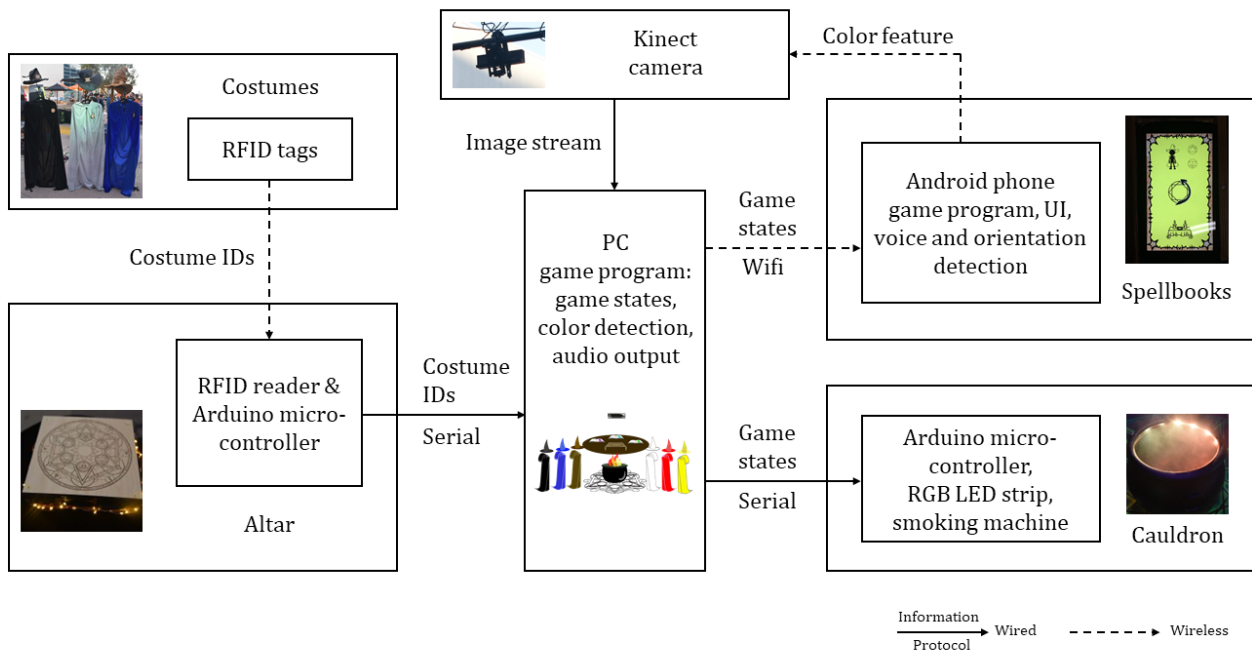 Kinect
camera
Color feature
Costumes
RFID tags
Image stream
Costume IDs
Android phone
game program, UI,
voice and orientation
detection
Spellbooks
Game
states
Wifi
PC
game program:
game states,
color detection,
audio output
RFID reader &
Arduino micro-
controller
Altar
Costume
IDs
Serial
Game
states
Serial
Arduino micro-
controller,
RGB LED strip,
smoking machine
Cauldron
Information
Protocol
Wired
Wireless